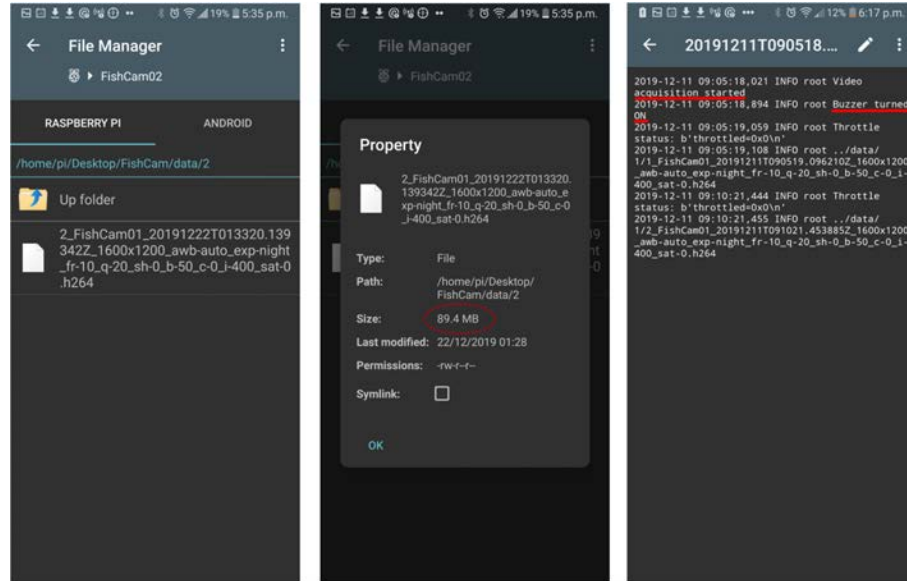 19% 5:35 p.m.
File Manager
FishCam02
RASPBERRY PI
ANDROID
/home/pi/Desktop/FishCam/data/2
Up folder
2_FishCam01_20191222T013320.139
342Z_1600x1200_awb-auto_exp-night
_fr-10_q-20_sh-0_b-50_c-0_i-400_sat-0
.h264
19% 5:35 p.m.
File Manager
FishCam02
Property
2_FishCam01_20191222T013320.
139342Z_1600x1200_awb-auto_e
xp-night_fr-10_q-20_sh-0_b-50_c-0
_i-400_sat-0.h264
Type: File
Path: /home/pi/Desktop/
FishCam/data/2
Size: 89.4 MB
Last modified: 22/12/2019 01:28
Permissions: -rw-r--r--
Symlink:
OK
12% 6:17 p.m.
20191211T090518....
2019-12-11 09:05:18,021 INFO root Video
acquisition started
2019-12-11 09:05:18,894 INFO root Buzzer turned
ON
2019-12-11 09:05:19,059 INFO root Throttle
status: b'throttled=0x0\n'
2019-12-11 09:05:19,108 INFO root ../data/
1/1_FishCam01_20191211T090519.096210Z_1600x1200
_awb-auto_exp-night_fr-10_q-20_sh-0_b-50_c-0_i-
400_sat-0.h264
2019-12-11 09:10:21,444 INFO root Throttle
status: b'throttled=0x0\n'
2019-12-11 09:10:21,455 INFO root ../data/
1/2_FishCam01_20191211T091021.453885Z_1600x1200
_awb-auto_exp-night_fr-10_q-20_sh-0_b-50_c-0_i-
400_sat-0.h264